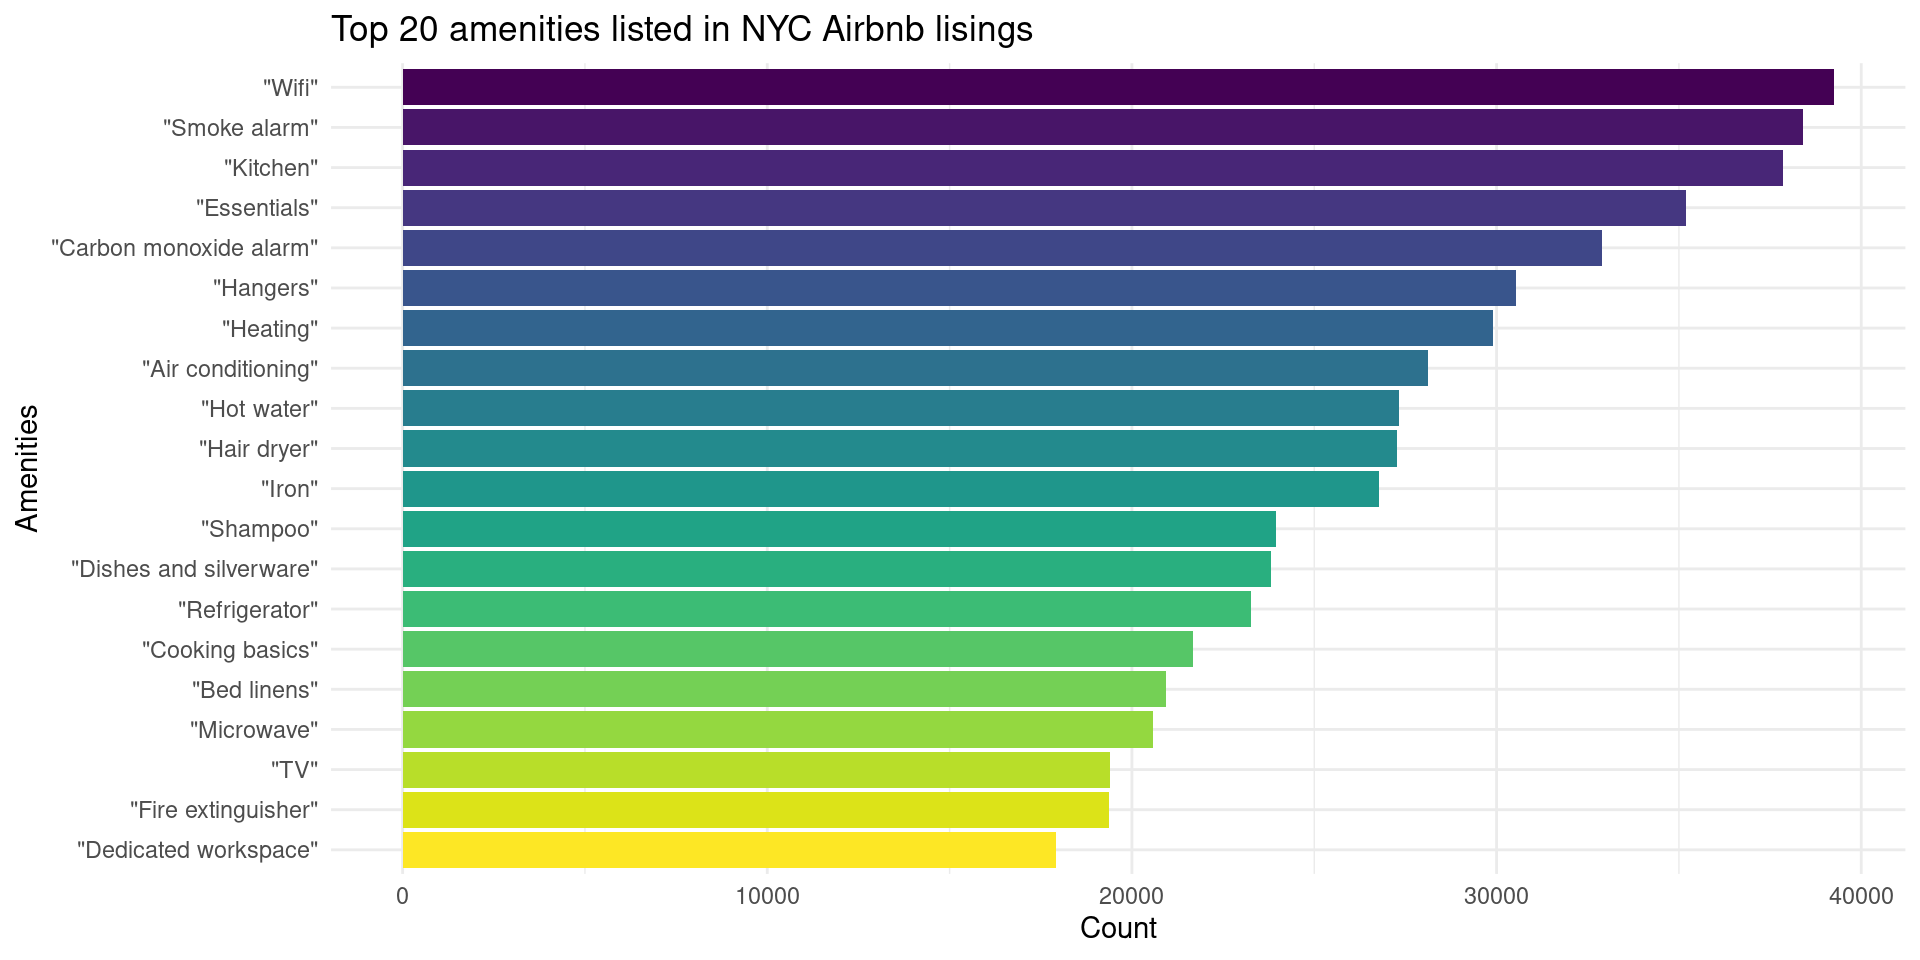 Top 20 amenities listed in NYC Airbnb lisings
Amenities
"Wifi"
"Smoke alarm"
"Kitchen"
"Essentials"
"Carbon monoxide alarm"
"Hangers"
"Heating"
"Air conditioning"
"Hot water"
"Hair dryer"
"Iron"
"Shampoo"
"Dishes and silverware"
"Refrigerator"
"Cooking basics"
"Bed linens"
"Microwave"
"TV"
"Fire extinguisher"
"Dedicated workspace"
0 10000 20000 30000 40000
Count